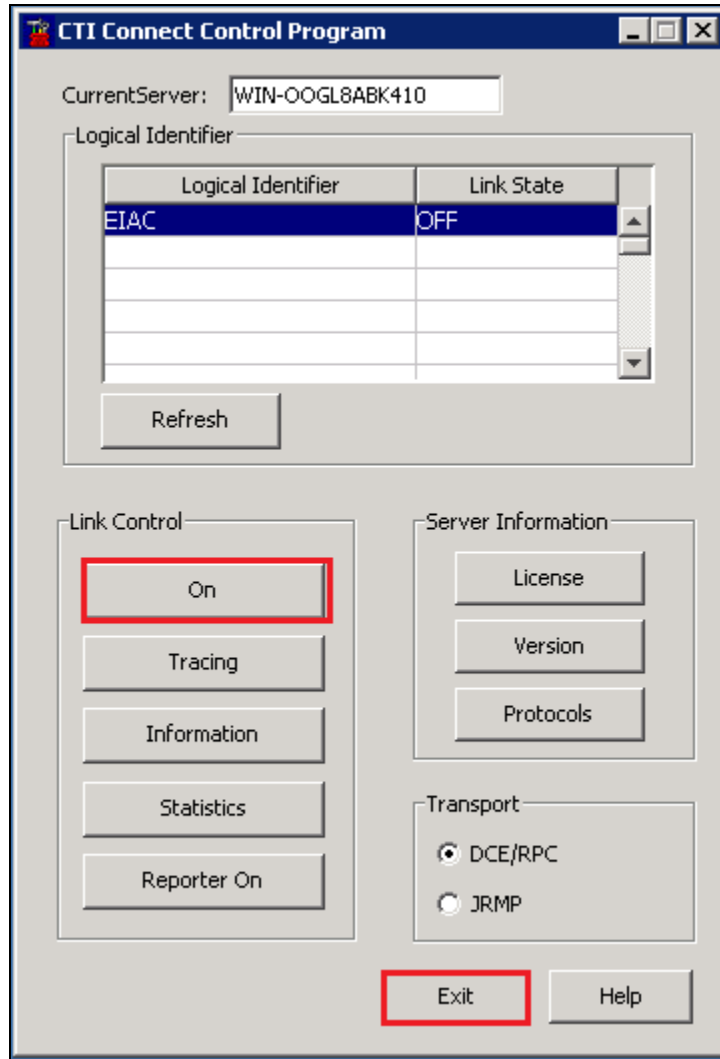 CTI Connect Control Program
CurrentServer: WIN-OOGL8ABK410
Logical Identifier
Logical Identifier Link State
EIAC OFF
Refresh
Link Control
On
Tracing
Information
Statistics
Reporter On
Server Information
License
Version
Protocols
Transport
DCE/RPC
JRMP
Exit Help